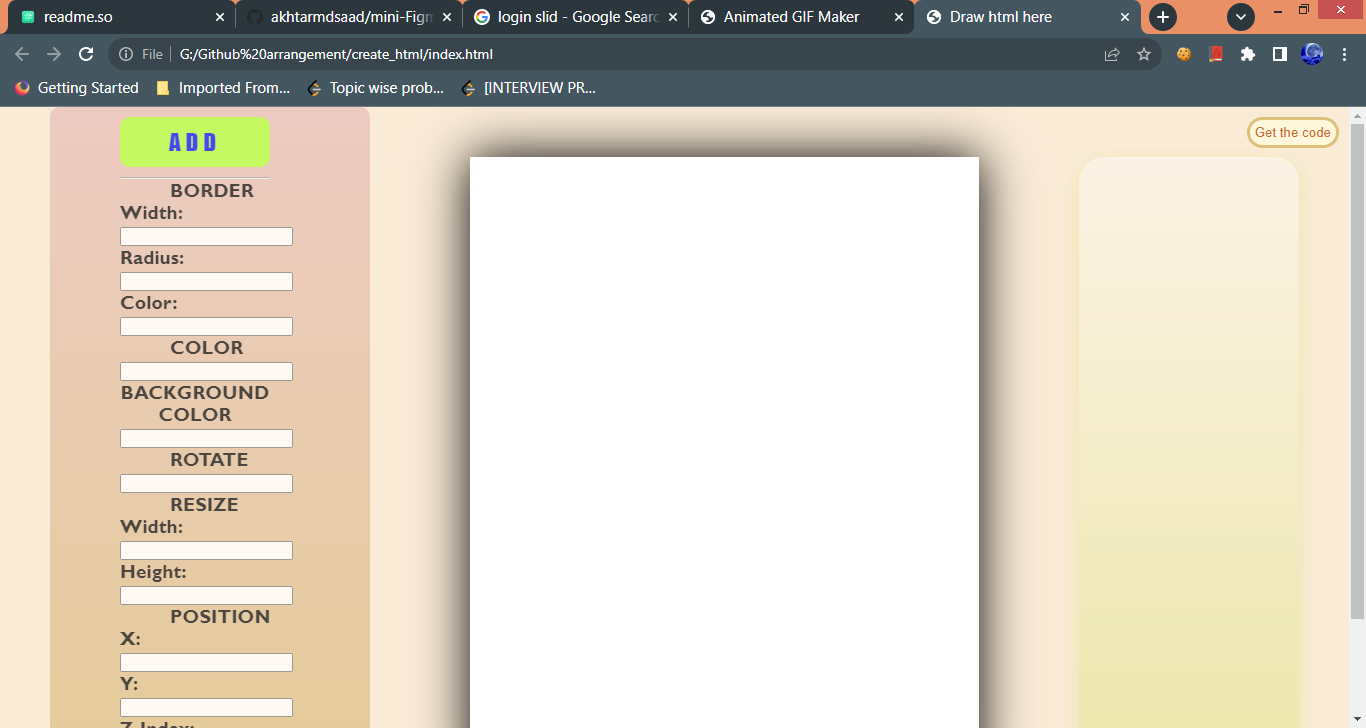 readme.so
akhtarmdsaad/mini-Figm
login slid - Google Searc
Animated GIF Maker
Draw html here
File
G:/Github%20arrangement/create_html/index.html
Getting Started
Imported From...
Topic wise prob...
[INTERVIEW PR...
ADD
Get the code
BORDER
Width:
Radius:
Color:
COLOR
BACKGROUND
COLOR
ROTATE
RESIZE
Width:
Height:
POSITION
X:
Y:
Z-Index: